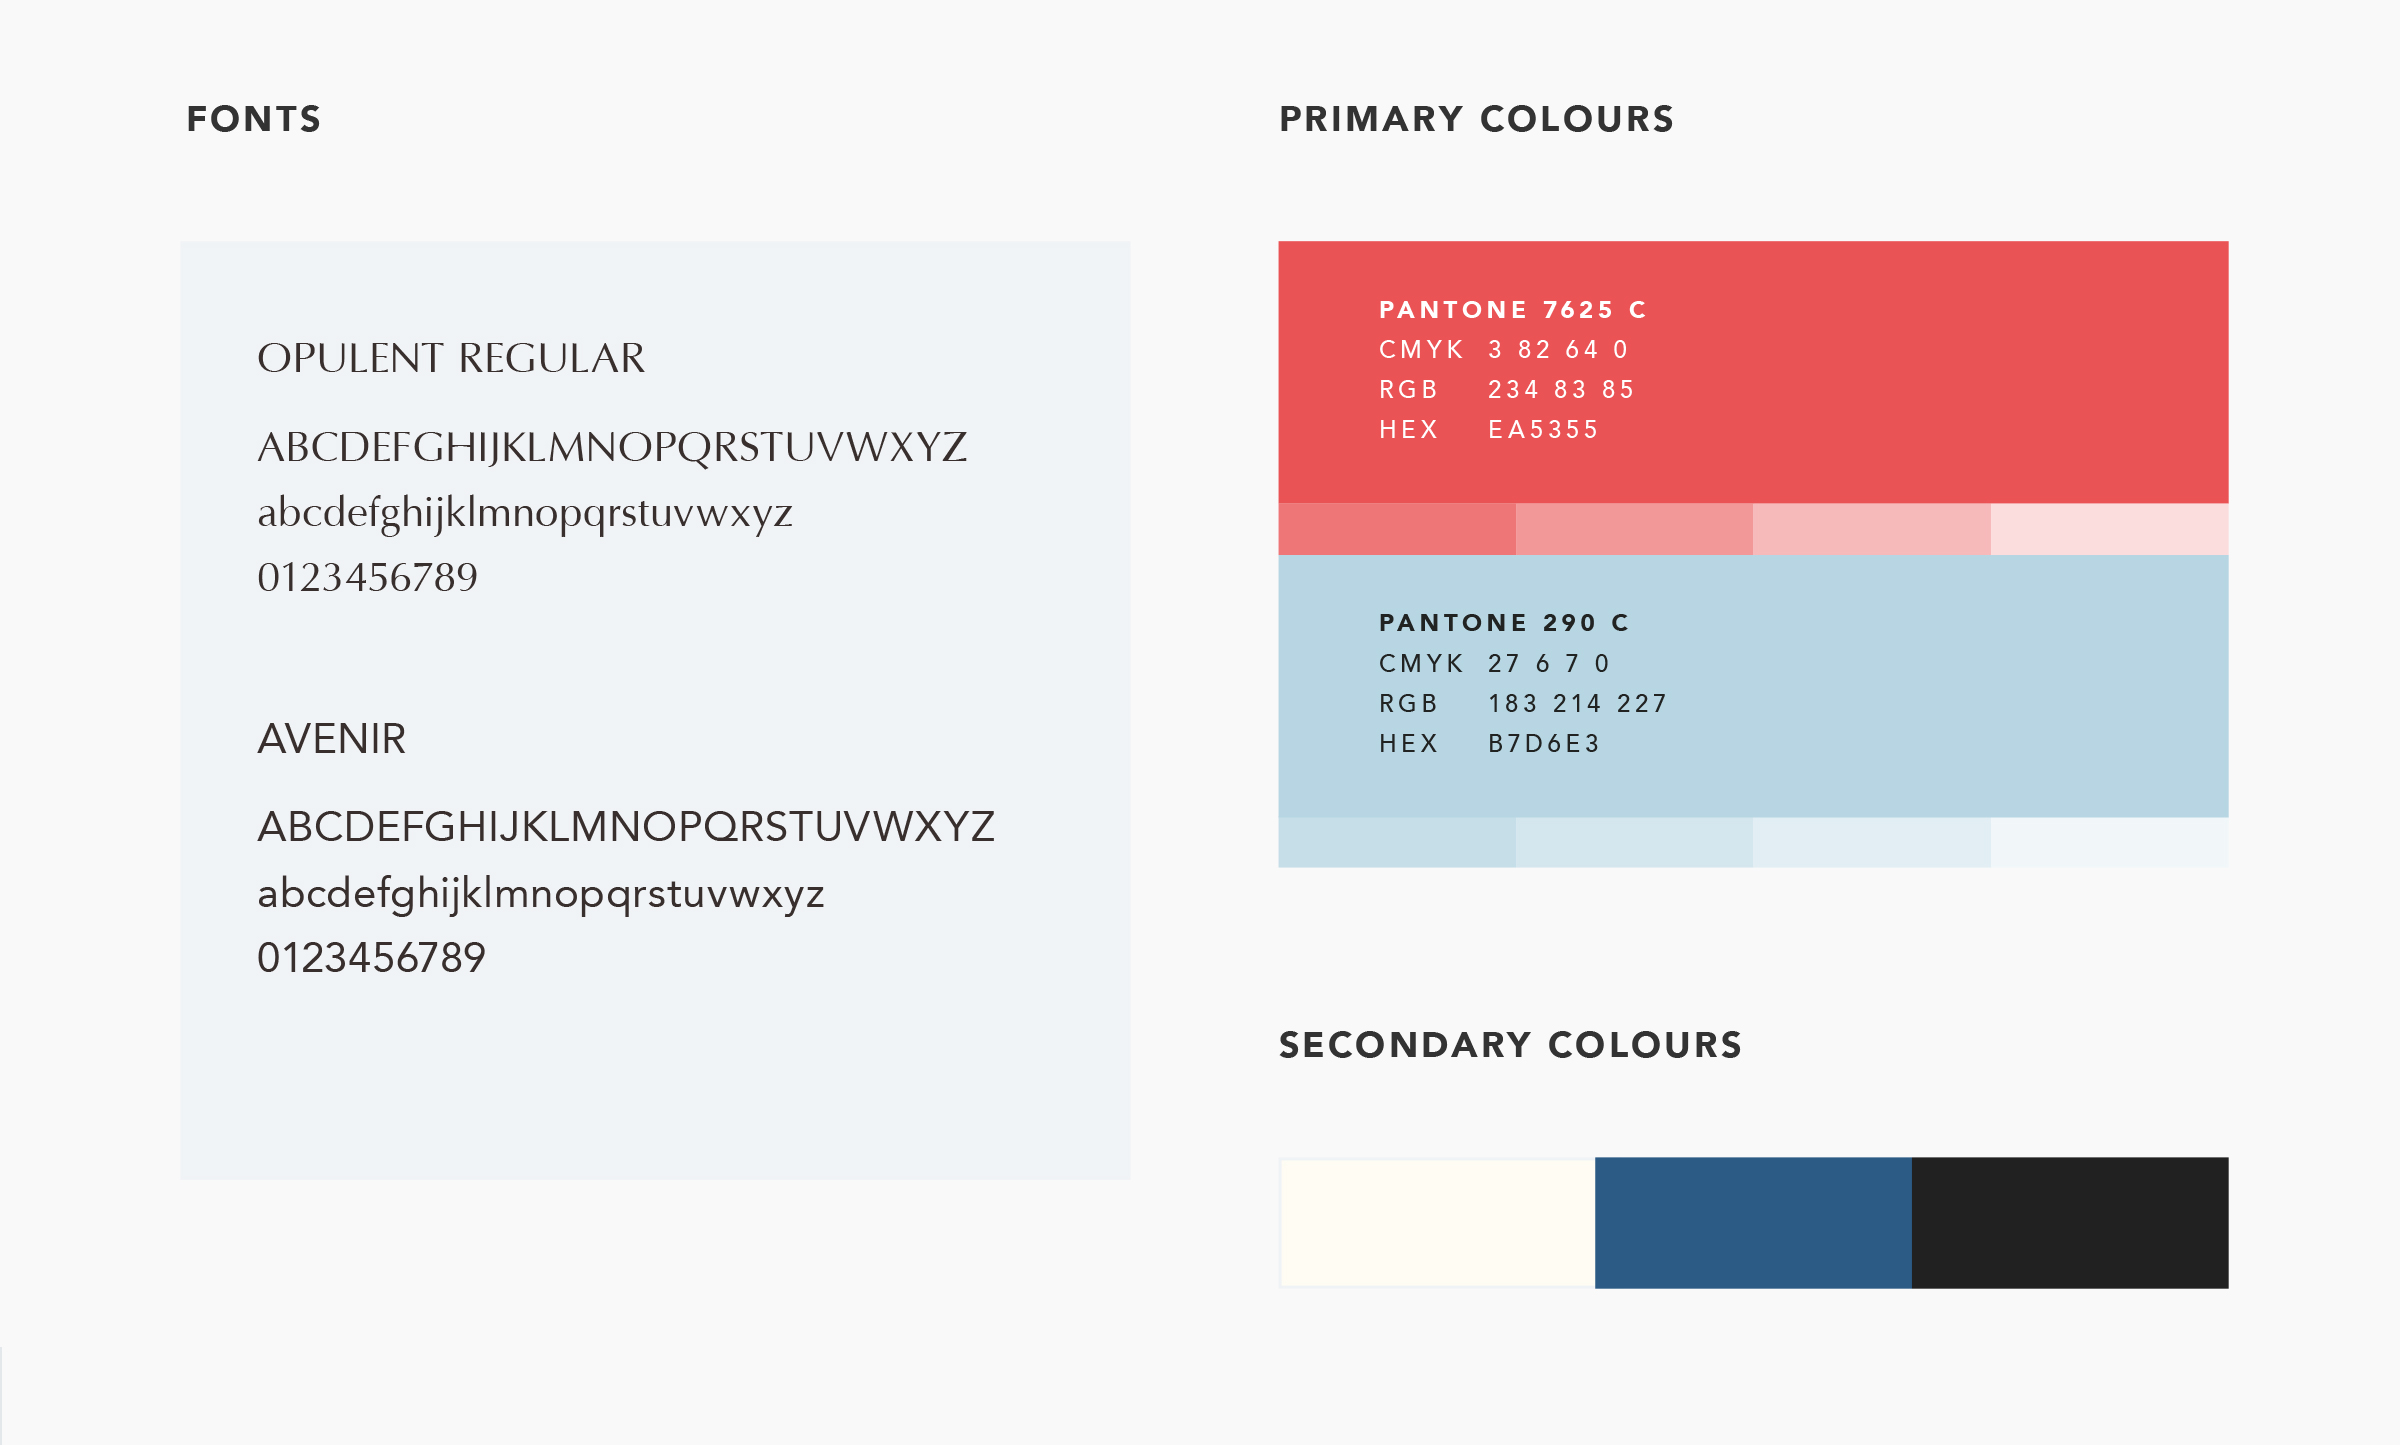 FONTS
OPULENT REGULAR
ABCDEFGHIJKLMNOPQRSTUVWXYZ
abcdefghijklmnopqrstuvwxyz
0123456789
AVENIR
ABCDEFGHIJKLMNOPQRSTUVWXYZ
abcdefghijklmnopqrstuvwxyz
0123456789
PRIMARY COLOURS
PANTONE 7625 C
CMYK 3 82 64 0
RGB 234 83 85
HEX EA5355
PANTONE 290 C
CMYK 27 6 7 0
RGB 183 214 227
HEX B7D6E3
SECONDARY COLOURS